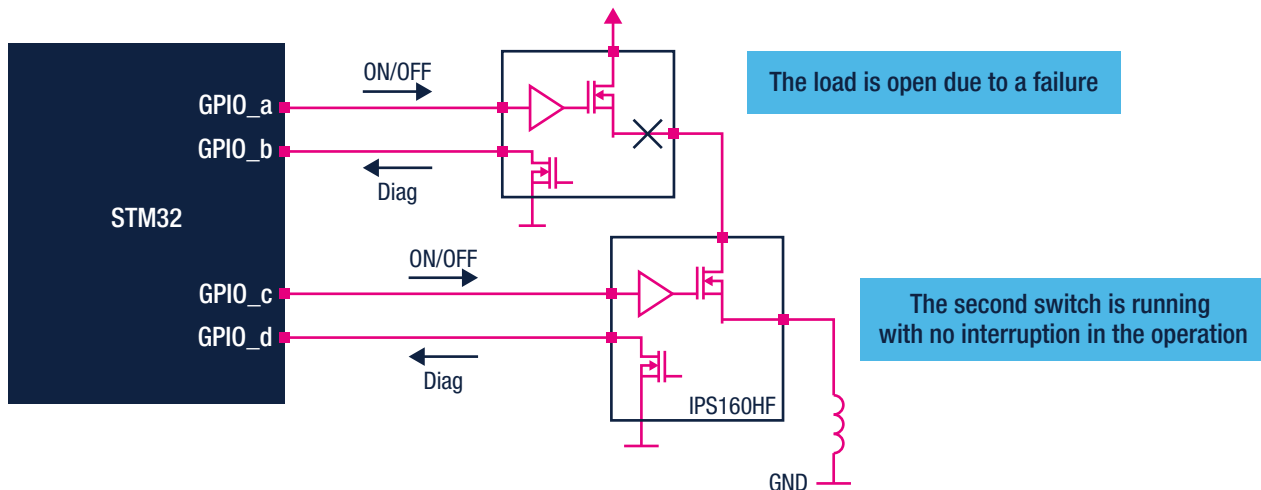 ON/OFF
The load is open due to a failure
GPIO_a
GPIO_b
Diag
STM32
ON/OFF
GPIO_c
The second switch is running
with no interruption in the operation
GPIO_d
Diag
IPS160HF
GND